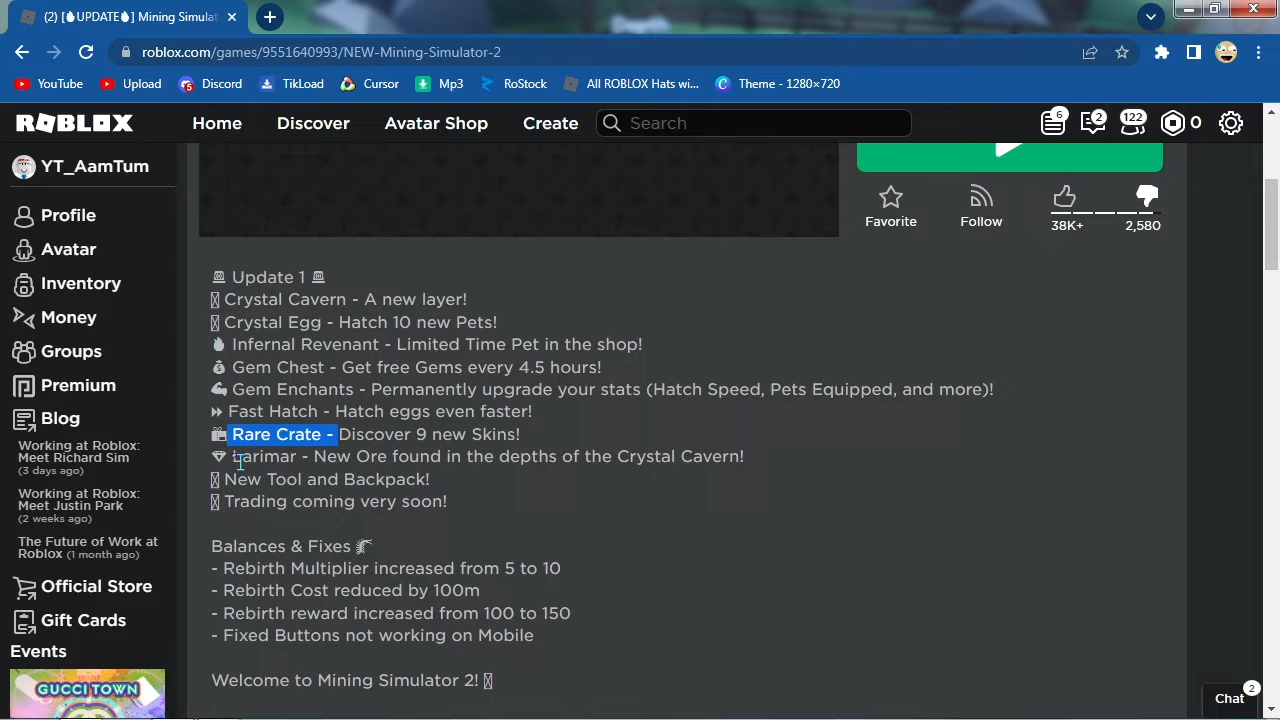 (2) [UPDATE] Mining Simulat
roblox.com/games/9551640993/NEW-Mining-Simulator-2
YouTube Upload Discord TikLoad Cursor Mp3 RoStock All ROBLOX Hats wi... Theme - 1280×720
ROBLOX Home Discover Avatar Shop Create Search 6 2 122 0
YT_AamTum
Profile
Avatar
Inventory
Money
Groups
Premium
Blog
Working at Roblox:
Meet Richard Sim
(3 days ago)
Working at Roblox:
Meet Justin Park
(2 weeks ago)
The Future of Work at
Roblox (1 month ago)
Official Store
Gift Cards
Events
GUCCI TOWN
Favorite Follow 38K+ 2,580
Update 1
Crystal Cavern - A new layer!
Crystal Egg - Hatch 10 new Pets!
Infernal Revenant - Limited Time Pet in the shop!
Gem Chest - Get free Gems every 4.5 hours!
Gem Enchants - Permanently upgrade your stats (Hatch Speed, Pets Equipped, and more)!
Fast Hatch - Hatch eggs even faster!
Rare Crate - Discover 9 new Skins!
Larimar - New Ore found in the depths of the Crystal Cavern!
New Tool and Backpack!
Trading coming very soon!
Balances & Fixes
- Rebirth Multiplier increased from 5 to 10
- Rebirth Cost reduced by 100m
- Rebirth reward increased from 100 to 150
- Fixed Buttons not working on Mobile
Welcome to Mining Simulator 2!
Chat 2